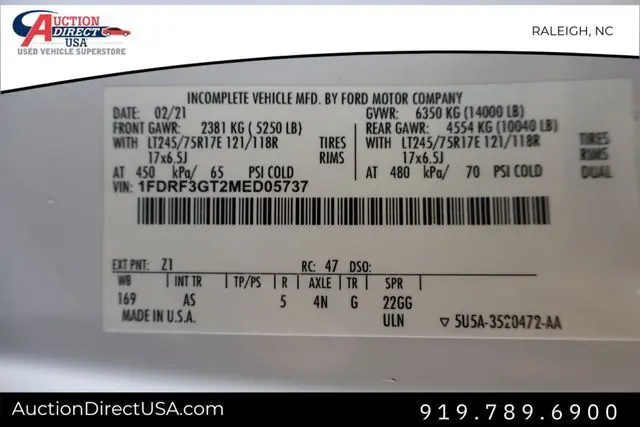 AUCTION
DIRECT
USA
USED VEHICLE SUPERSTORE
RALEIGH, NC
INCOMPLETE VEHICLE MFD. BY FORD MOTOR COMPANY
DATE: 02/21 GVWR: 6350 KG (14000 LB)
FRONT GAWR: 2381 KG (5250 LB) REAR GAWR: 4554 KG (10040 LB)
WITH LT245/75R17E 121/118R TIRES WITH LT245/75R17E 121/118R TIRES
17x6.5J RIMS 17x6.5J RIMS
AT 450 kPa/ 65 PSI COLD AT 480 kPa/ 70 PSI COLD DUAL
VIN: 1FDRF3GT2MED05737
EXT PNT: Z1 RC: 47 DSO:
WB INT TR TP/PS R AXLE TR SPR
169 AS 5 4N G 22GG
MADE IN U.S.A. ULN ▽ 5U5A-3520472-AA
AuctionDirectUSA.com
919.789.6900